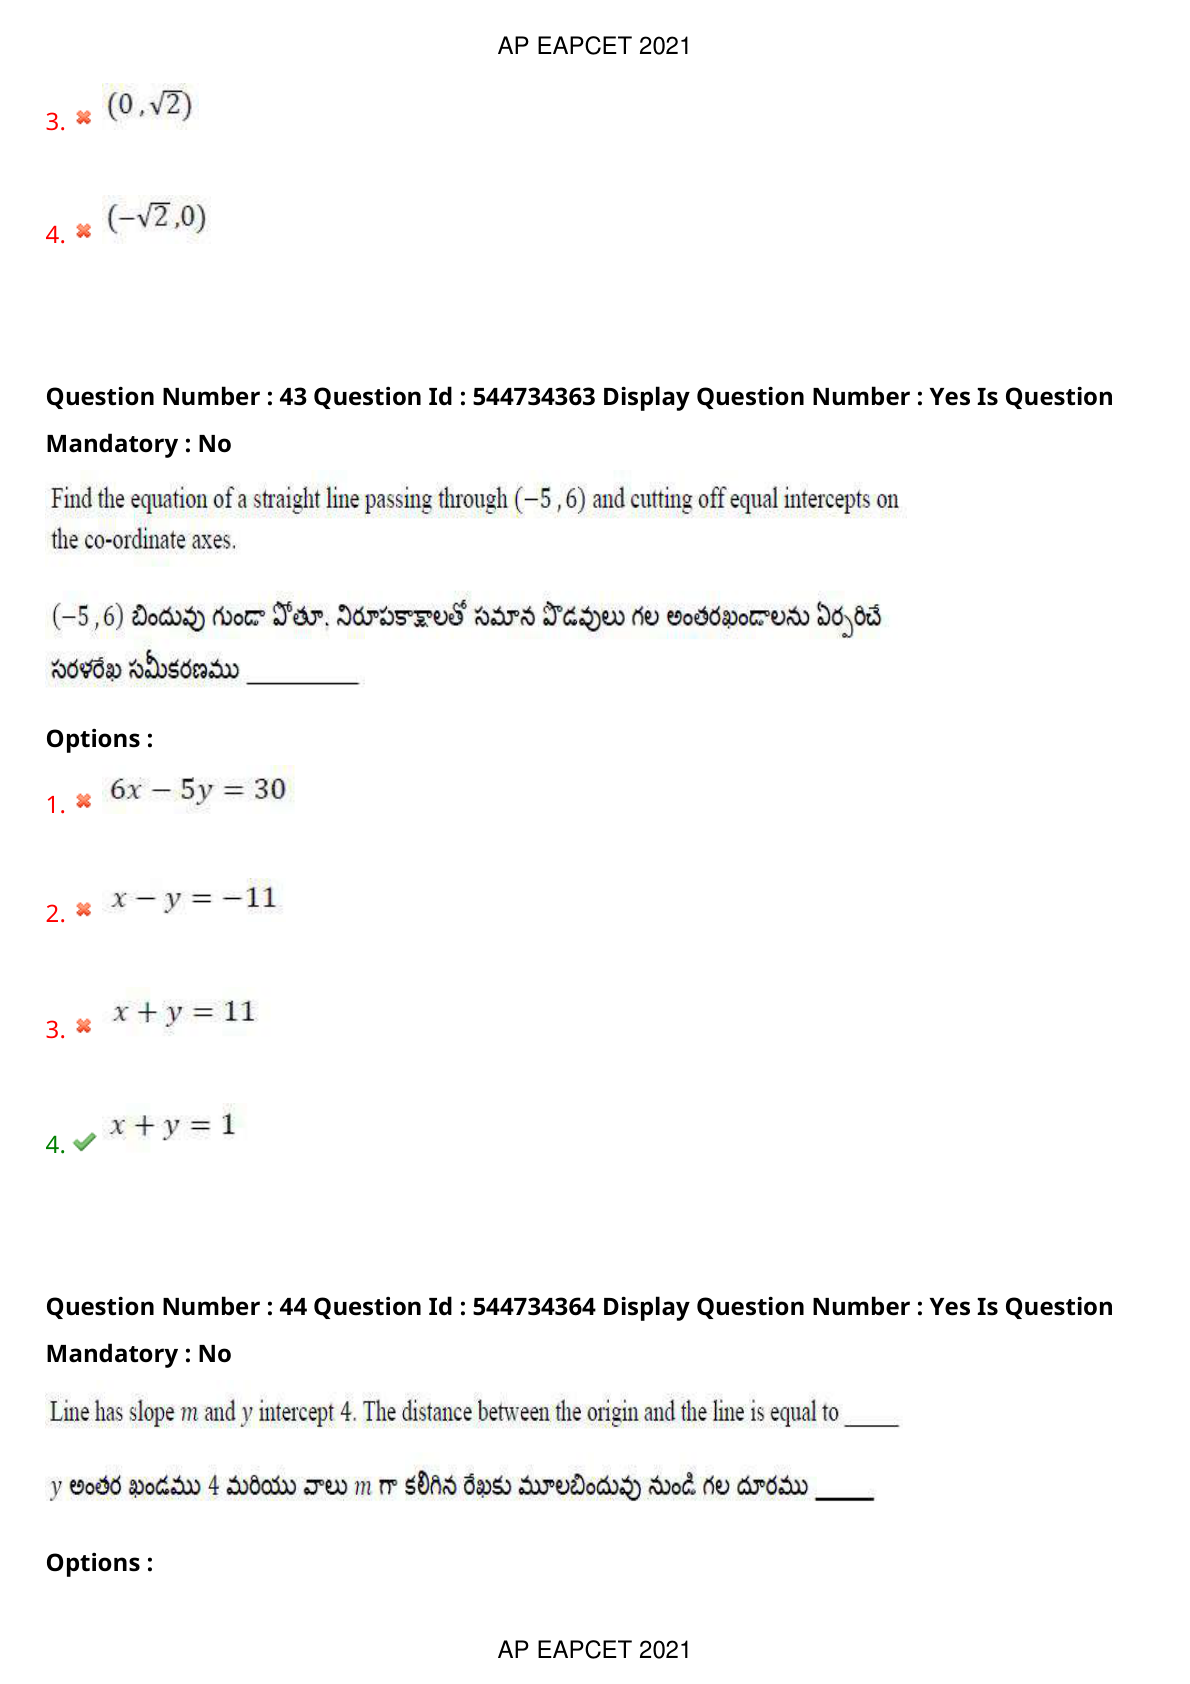 AP EAPCET 2021
3. (0 ,√2)
4. (−√2 ,0)
Question Number : 43 Question Id : 544734363 Display Question Number : Yes Is Question
Mandatory : No
Find the equation of a straight line passing through (−5 , 6) and cutting off equal intercepts on
the co-ordinate axes.
(−5 , 6) బిందువు గుండా పోతూ, నిరూపకాక్షాలతో సమాన పొడవులు గల అంతరఖండాలను ఏర్పరిచే
సరళరేఖ సమీకరణము ________
Options :
1. 6x − 5y = 30
2. x − y = −11
3. x + y = 11
4. x + y = 1
Question Number : 44 Question Id : 544734364 Display Question Number : Yes Is Question
Mandatory : No
Line has slope m and y intercept 4. The distance between the origin and the line is equal to ____
y అంతర ఖండము 4 మరియు వాలు m గా కలిగిన రేఖకు మూలబిందువు నుండి గల దూరము ____
Options :
AP EAPCET 2021